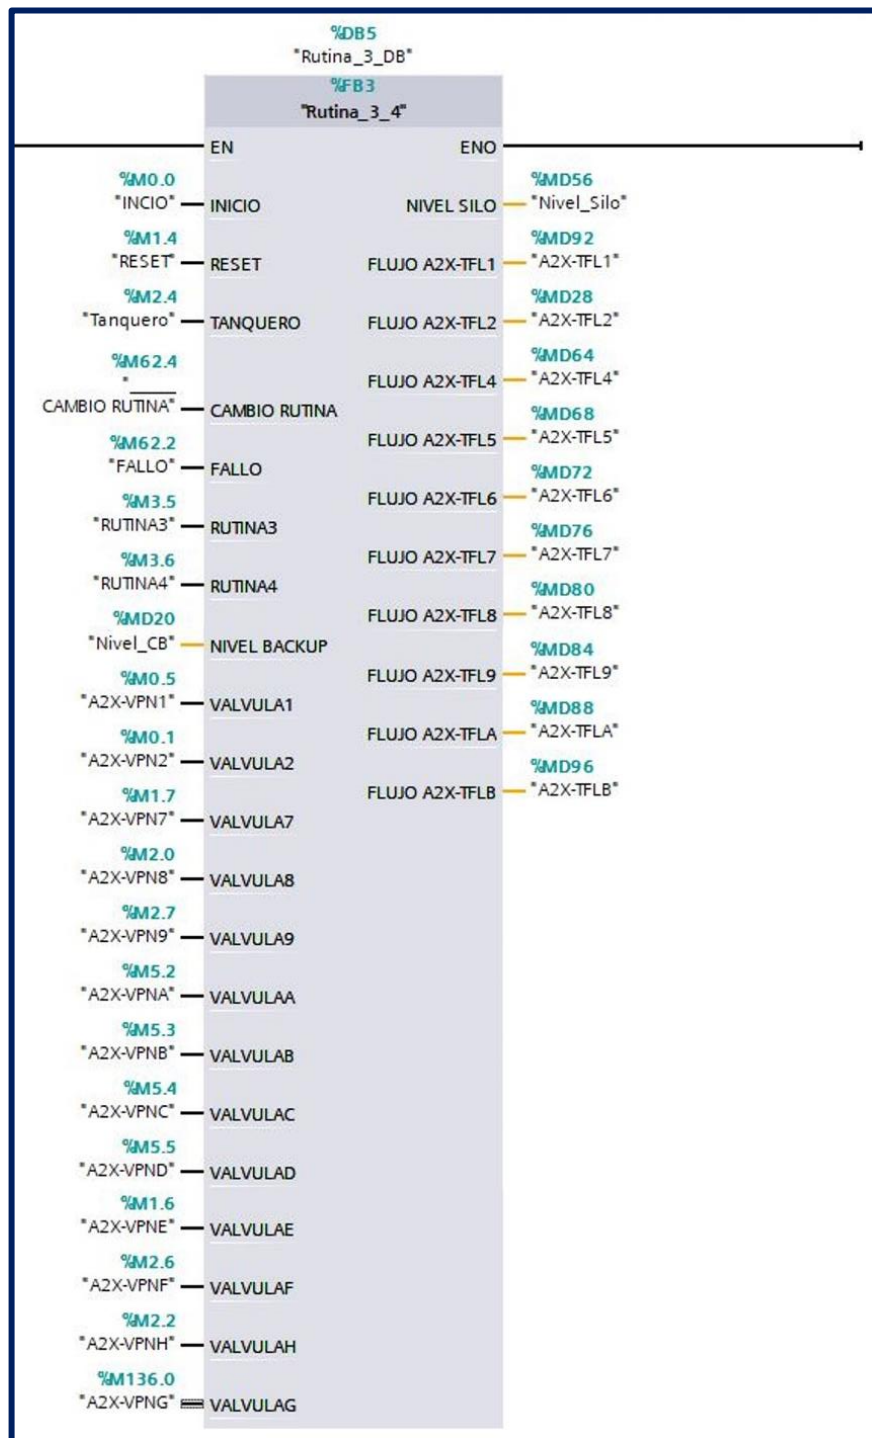 %DB5
"Rutina_3_DB"
%FB3
"Rutina_3_4"
EN ENO
%M0.0
"INCIO" INICIO
%M1.4
"RESET" RESET
%M2.4
"Tanquero" TANQUERO
%M62.4
"____
CAMBIO RUTINA" CAMBIO RUTINA
%M62.2
"FALLO" FALLO
%M3.5
"RUTINA3" RUTINA3
%M3.6
"RUTINA4" RUTINA4
%MD20
"Nivel_CB" NIVEL BACKUP
%M0.5
"A2X-VPN1" VALVULA1
%M0.1
"A2X-VPN2" VALVULA2
%M1.7
"A2X-VPN7" VALVULA7
%M2.0
"A2X-VPN8" VALVULA8
%M2.7
"A2X-VPN9" VALVULA9
%M5.2
"A2X-VPNA" VALVULAA
%M5.3
"A2X-VPNB" VALVULAB
%M5.4
"A2X-VPNC" VALVULAC
%M5.5
"A2X-VPND" VALVULAD
%M1.6
"A2X-VPNE" VALVULAE
%M2.6
"A2X-VPNF" VALVULAF
%M2.2
"A2X-VPNH" VALVULAH
%M136.0
"A2X-VPNG" VALVULAG
%MD56
NIVEL SILO "Nivel_Silo"
%MD92
FLUJO A2X-TFL1 "A2X-TFL1"
%MD28
FLUJO A2X-TFL2 "A2X-TFL2"
%MD64
FLUJO A2X-TFL4 "A2X-TFL4"
%MD68
FLUJO A2X-TFL5 "A2X-TFL5"
%MD72
FLUJO A2X-TFL6 "A2X-TFL6"
%MD76
FLUJO A2X-TFL7 "A2X-TFL7"
%MD80
FLUJO A2X-TFL8 "A2X-TFL8"
%MD84
FLUJO A2X-TFL9 "A2X-TFL9"
%MD88
FLUJO A2X-TFLA "A2X-TFLA"
%MD96
FLUJO A2X-TFLB "A2X-TFLB"